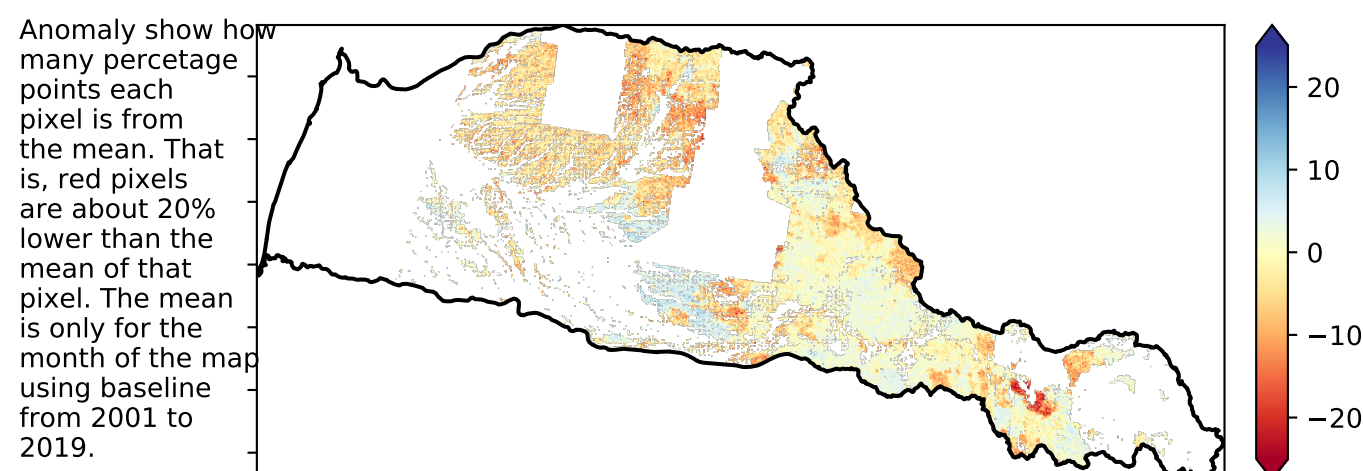 Anomaly show how
many percetage
points each
pixel is from
the mean. That
is, red pixels
are about 20%
lower than the
mean of that
pixel. The mean
is only for the
month of the map
using baseline
from 2001 to
2019.
20
10
0
−10
−20